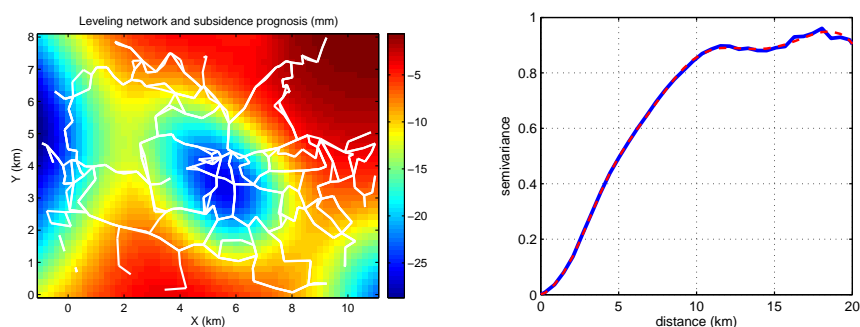 Leveling network and subsidence prognosis (mm)
8
7
6
5
4
3
2
1
0
Y (km)
0 2 4 6 8 10
X (km)
−5
−10
−15
−20
−25
1
0.8
0.6
0.4
0.2
0
semivariance
0 5 10 15 20
distance (km)